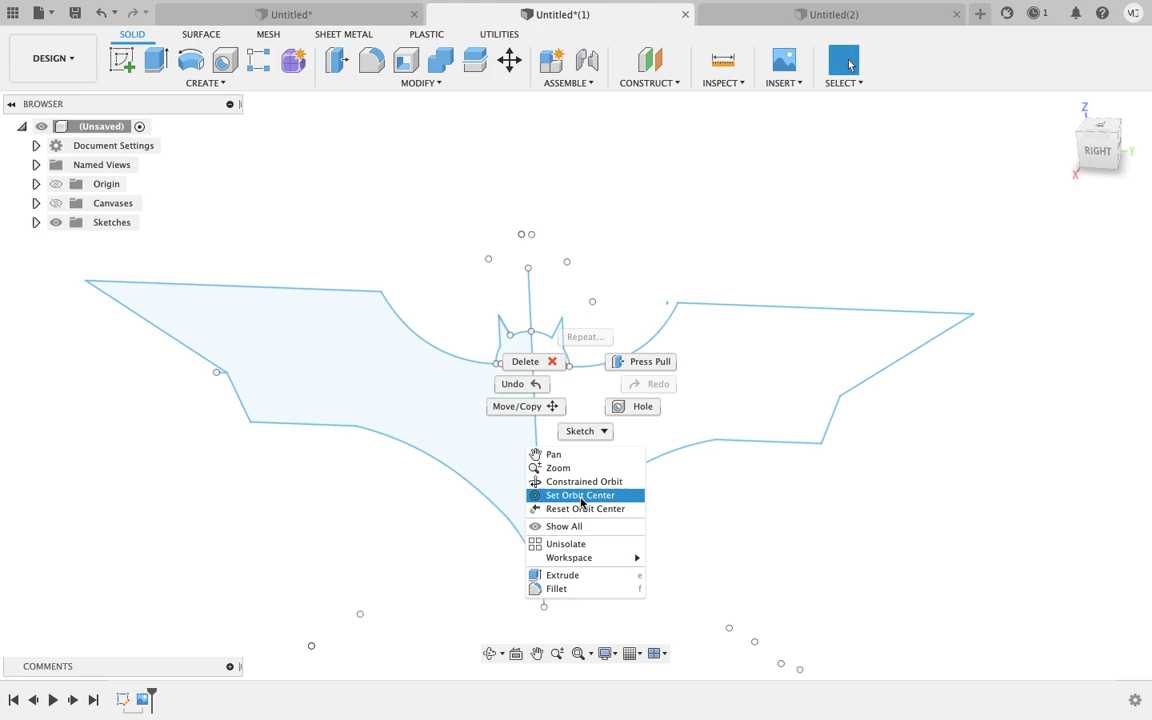 Untitled*
Untitled*(1)
Untitled(2)
1
SOLID
SURFACE
MESH
SHEET METAL
PLASTIC
UTILITIES
DESIGN
CREATE
MODIFY
ASSEMBLE
CONSTRUCT
INSPECT
INSERT
SELECT
BROWSER
(Unsaved)
Document Settings
Named Views
Origin
Canvases
Sketches
Z
RIGHT
Y
X
Repeat...
Delete
Press Pull
Undo
Redo
Move/Copy
Hole
Sketch
Pan
Zoom
Constrained Orbit
Set Orbit Center
Reset Orbit Center
Show All
Unisolate
Workspace
Extrude e
Fillet f
COMMENTS